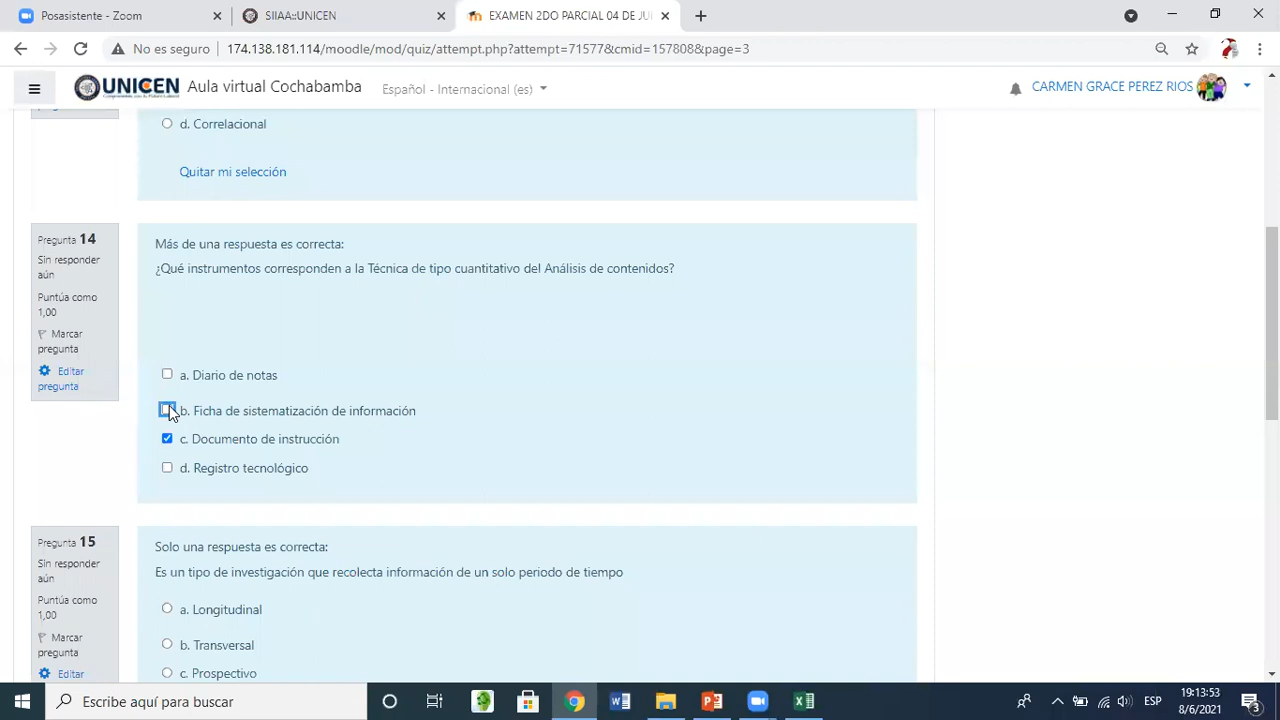 Posasistente - Zoom
SIIAA::UNICEN
EXAMEN 2DO PARCIAL 04 DE JU
No es seguro
174.138.181.114/moodle/mod/quiz/attempt.php?attempt=71577&cmid=157808&page=3
UNICEN
Aula virtual Cochabamba
Español - Internacional (es)
CARMEN GRACE PEREZ RIOS
d. Correlacional
Quitar mi selección
Pregunta 14
Sin responder
aún
Puntúa como
1,00
Marcar
pregunta
Editar
pregunta
Más de una respuesta es correcta:
¿Qué instrumentos corresponden a la Técnica de tipo cuantitativo del Análisis de contenidos?
a. Diario de notas
b. Ficha de sistematización de información
c. Documento de instrucción
d. Registro tecnológico
Pregunta 15
Sin responder
aún
Puntúa como
1,00
Marcar
pregunta
Editar
Solo una respuesta es correcta:
Es un tipo de investigación que recolecta información de un solo periodo de tiempo
a. Longitudinal
b. Transversal
c. Prospectivo
Escribe aquí para buscar
ESP
19:13:53
8/6/2021
3